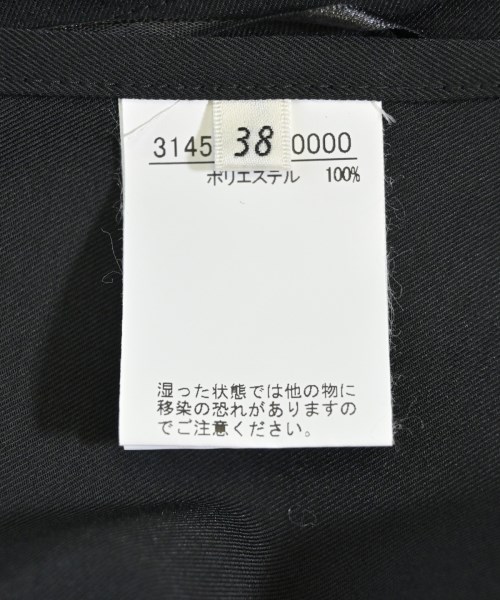 3145 38 0000
ポリエステル 100%
湿った状態では他の物に
移染の恐れがありますの
でご注意ください。